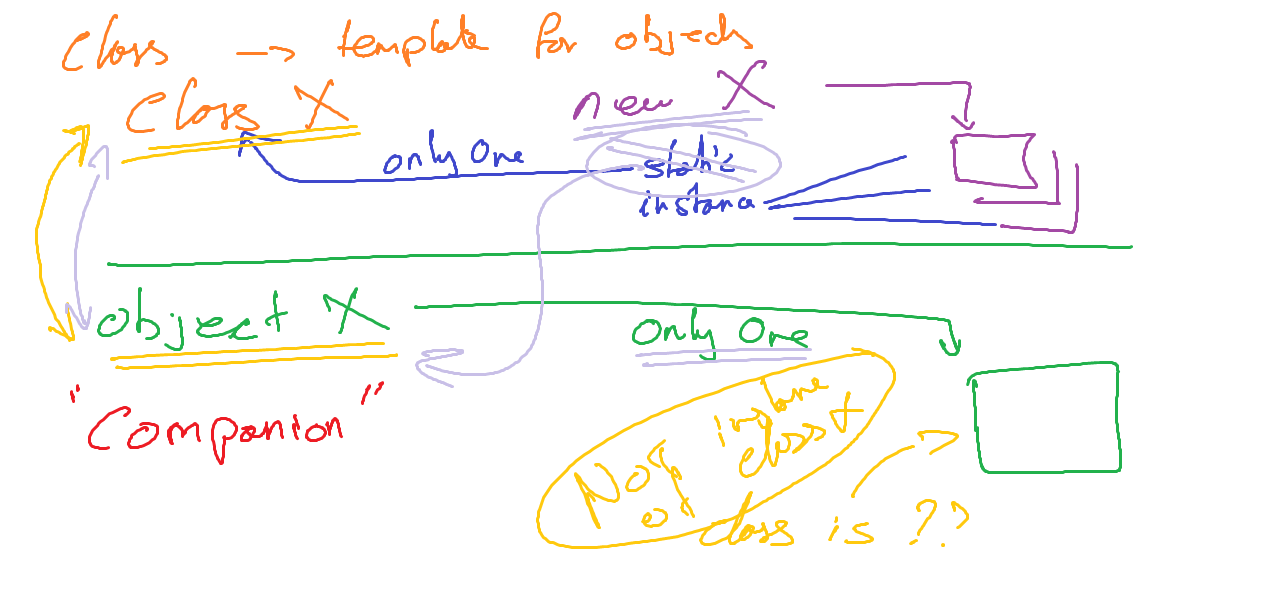 Class → template for objects
Class X
new X
only One
static
instance
object X
Only One
"Companion"
Not instance
of class X
class is ??